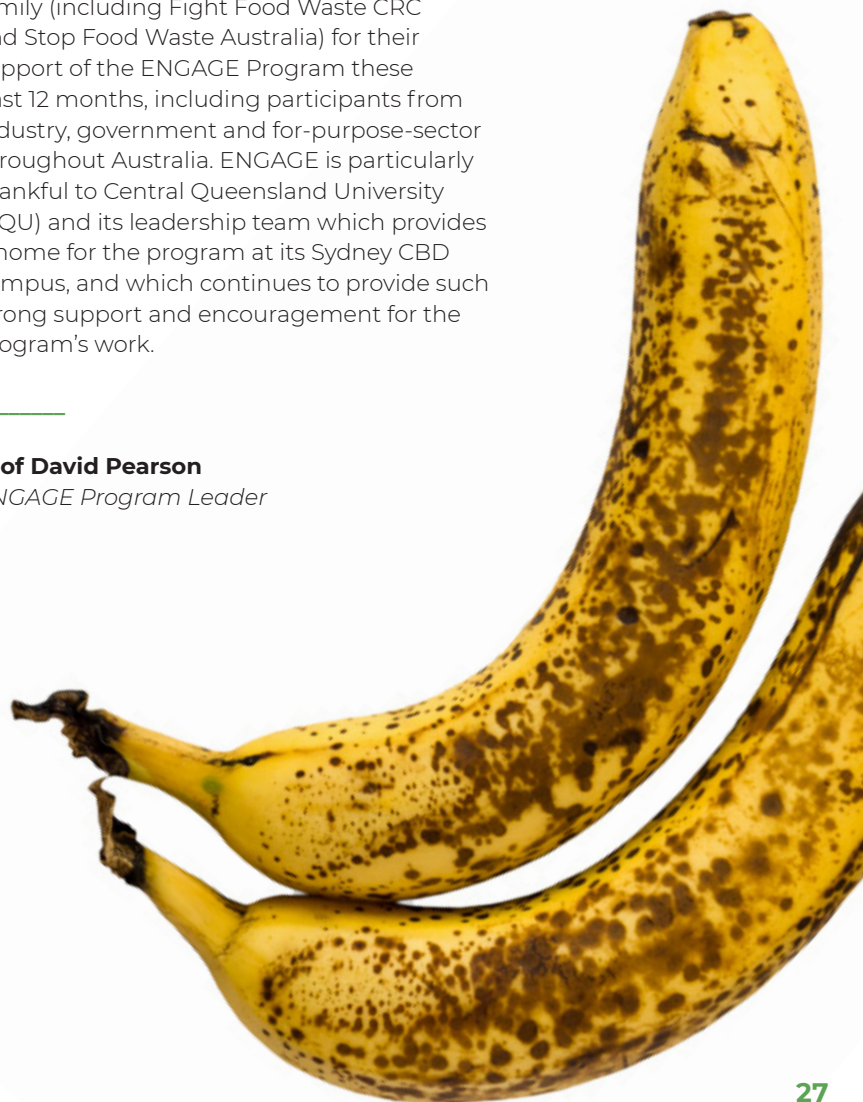 mily (including Fight Food Waste CRC
d Stop Food Waste Australia) for their
pport of the ENGAGE Program these
st 12 months, including participants from
dustry, government and for-purpose-sector
roughout Australia. ENGAGE is particularly
ankful to Central Queensland University
QU) and its leadership team which provides
home for the program at its Sydney CBD
mpus, and which continues to provide such
rong support and encouragement for the
ogram's work.
of David Pearson
NGAGE Program Leader
27